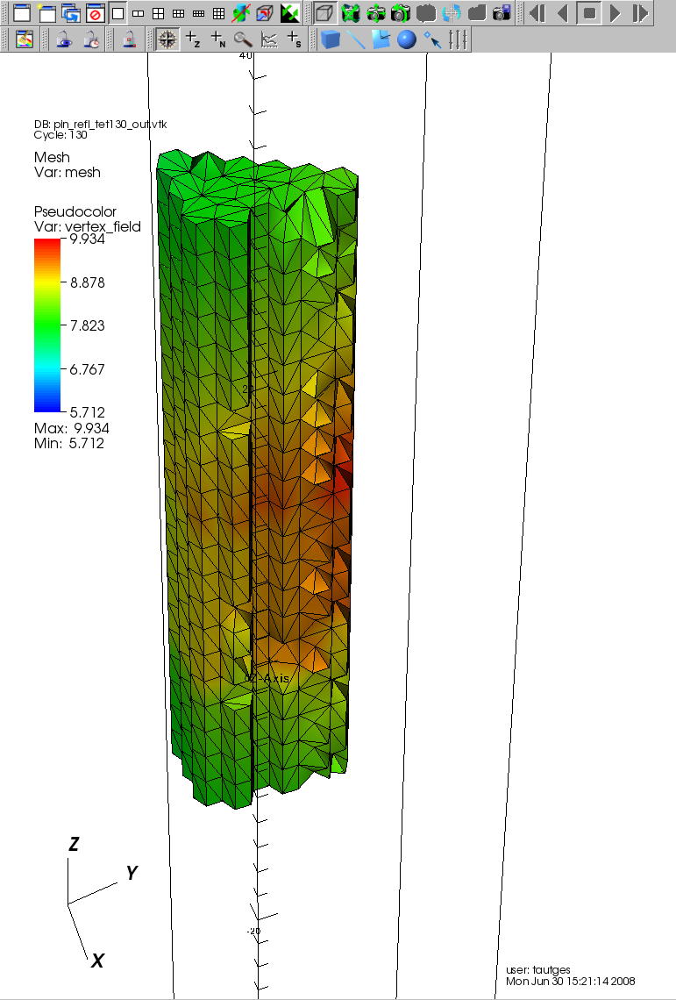 Z
N
S
40
DB: pin_refl_tet130_out.vtk
Cycle: 130
Mesh
Var: mesh
Pseudocolor
Var: vertex_field
9.934
8.878
7.823
6.767
5.712
Max: 9.934
Min: 5.712
20
0
Z-Axis
-20
Z
Y
X
user: tautges
Mon Jun 30 15:21:14 2008